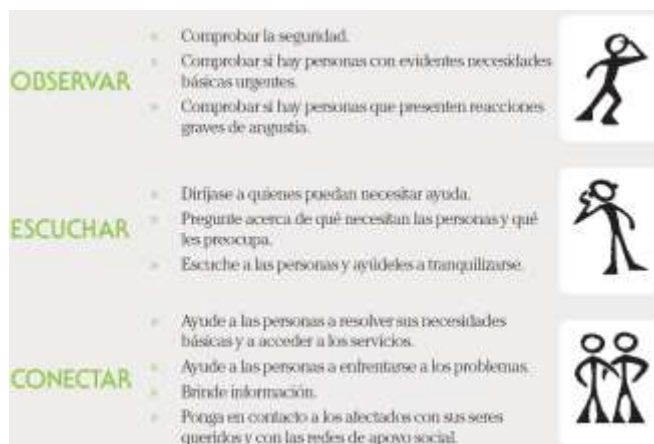 OBSERVAR
Comprobar la seguridad.
Comprobar si hay personas con evidentes necesidades
básicas urgentes.
Comprobar si hay personas que presenten reacciones
graves de angustia.
ESCUCHAR
Diríjase a quienes puedan necesitar ayuda.
Pregunte acerca de qué necesitan las personas y qué
les preocupa.
Escuche a las personas y ayúdeles a tranquilizarse.
CONECTAR
Ayude a las personas a resolver sus necesidades
básicas y a acceder a los servicios.
Ayude a las personas a enfrentarse a los problemas.
Brinde información.
Ponga en contacto a los afectados con sus seres
queridos y con las redes de apoyo social.